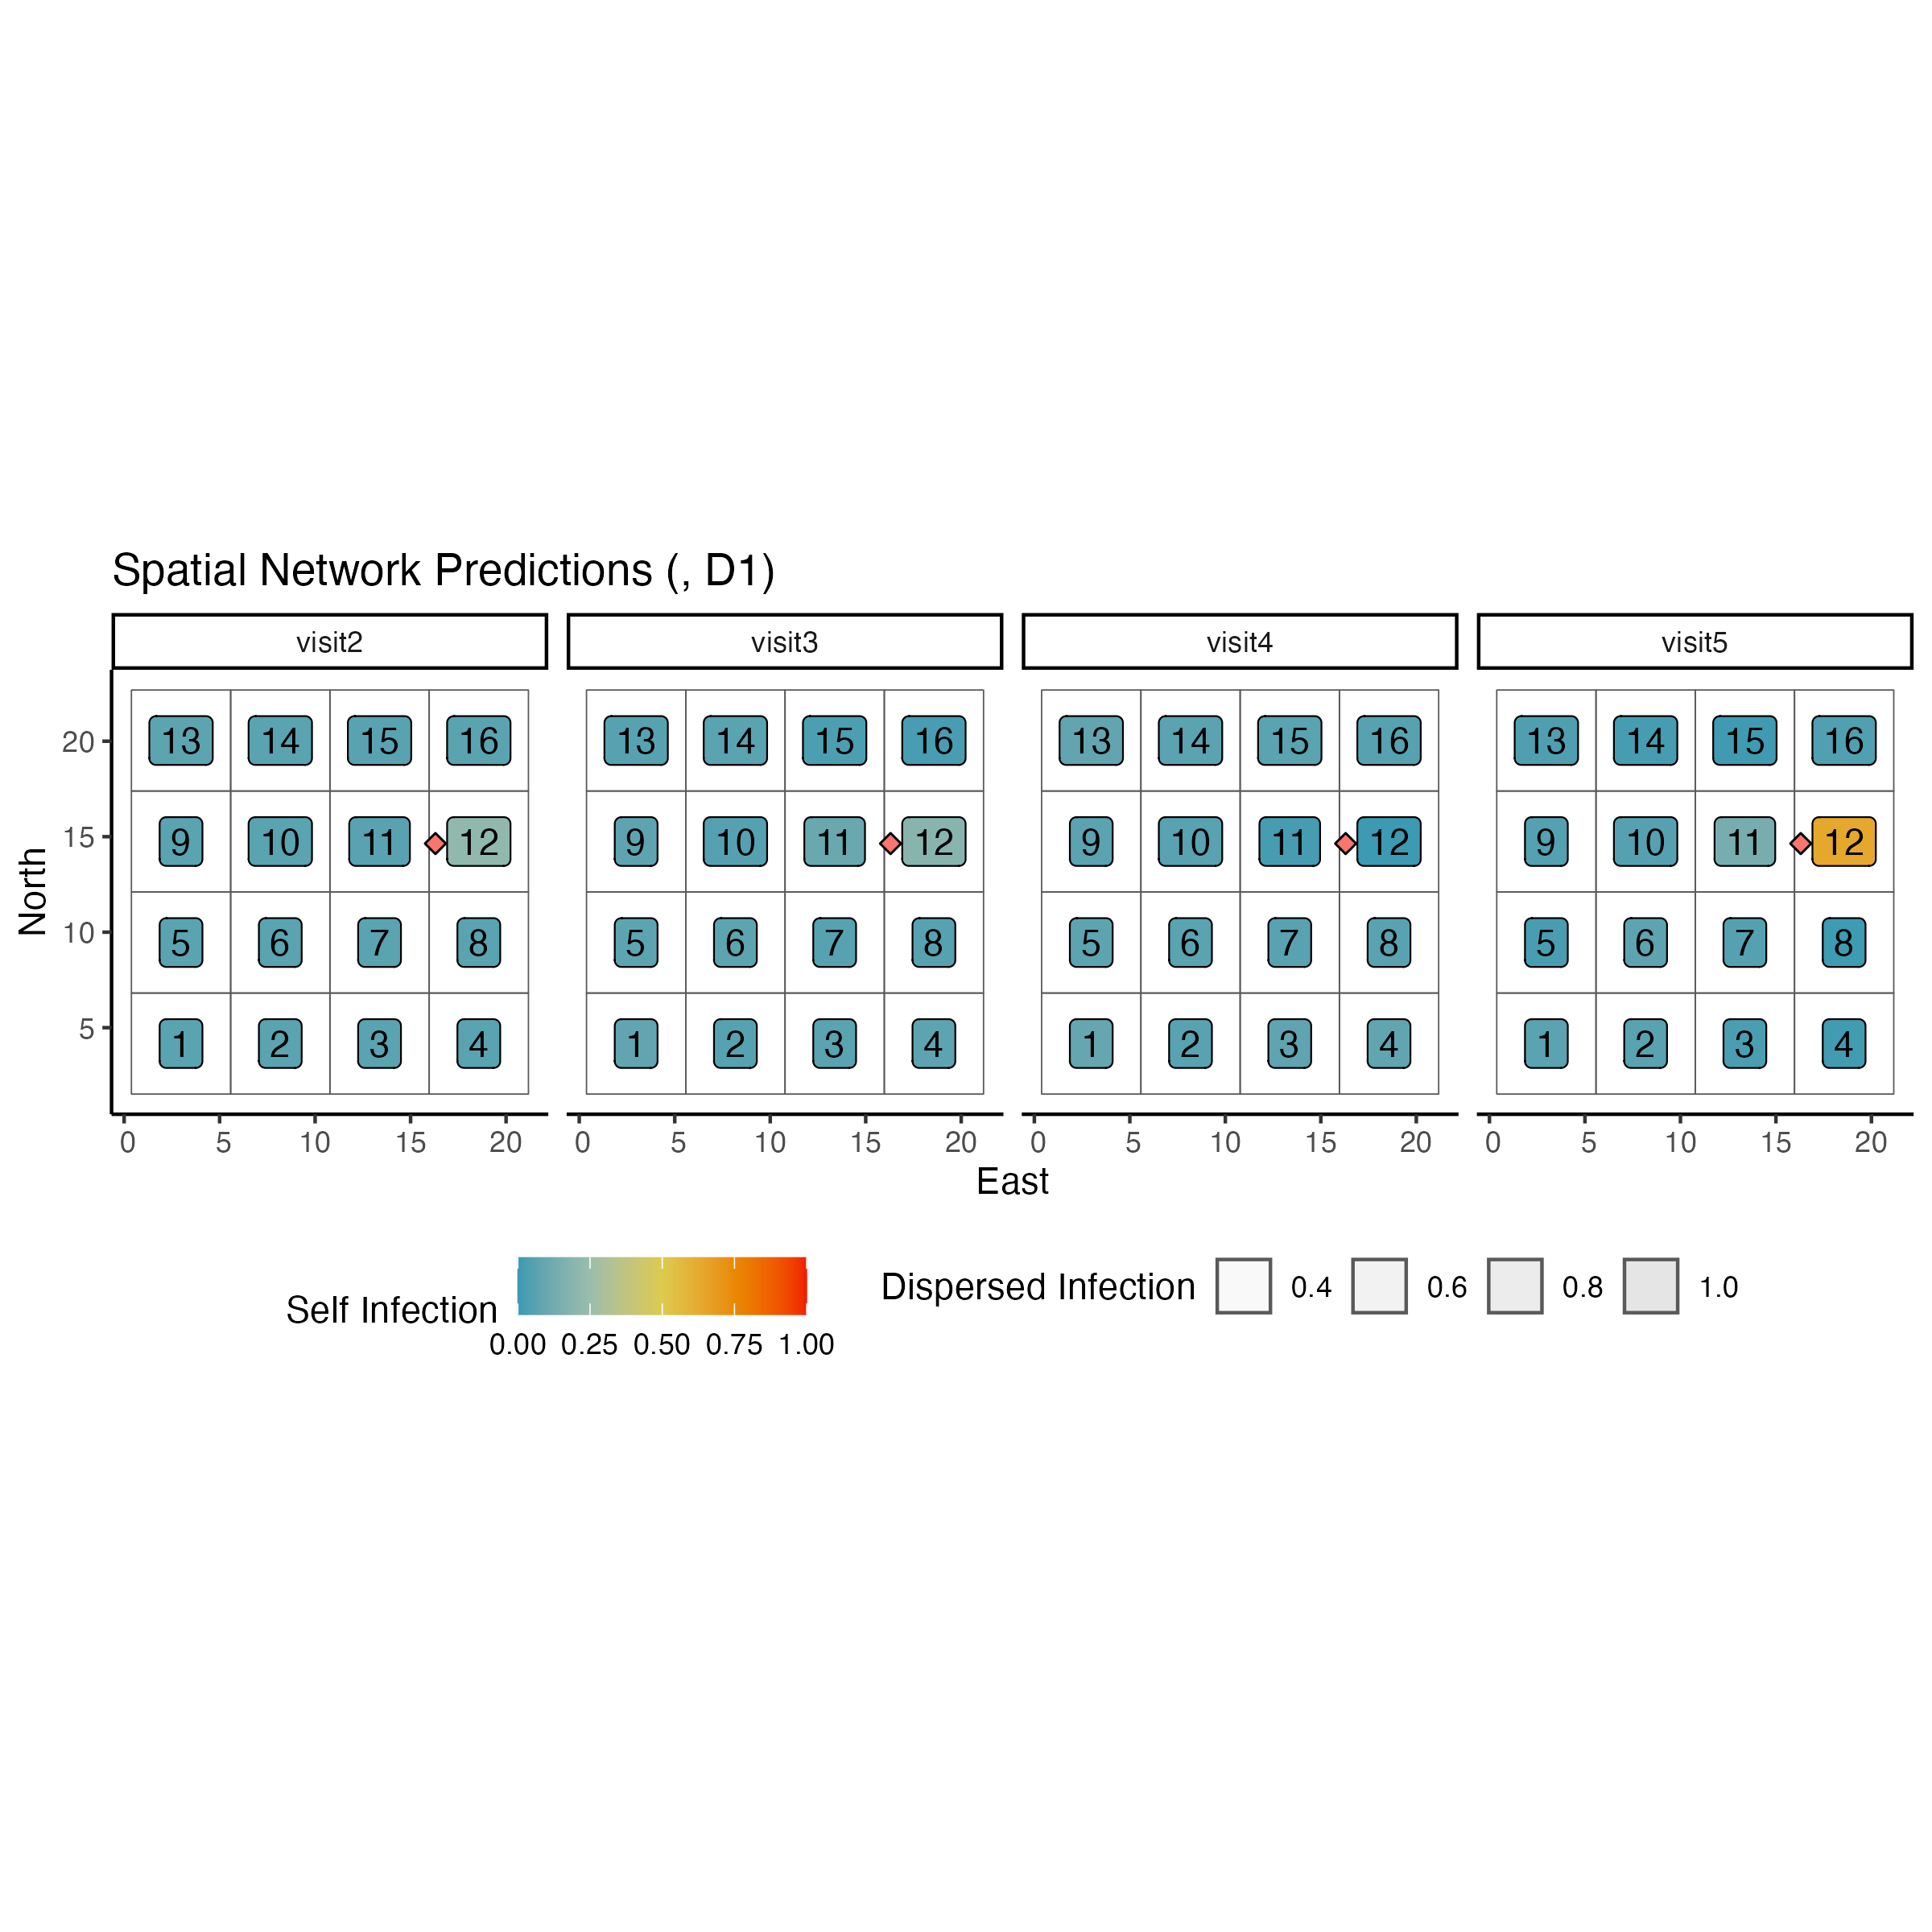 Spatial Network Predictions (, D1)
visit2 visit3 visit4 visit5
20 13 14 15 16 13 14 15 16 13 14 15 16 13 14 15 16
15 9 10 11 12 9 10 11 12 9 10 11 12 9 10 11 12
10 5 6 7 8 5 6 7 8 5 6 7 8 5 6 7 8
5 1 2 3 4 1 2 3 4 1 2 3 4 1 2 3 4
North
0 5 10 15 20 0 5 10 15 20 0 5 10 15 20 0 5 10 15 20
East
Self Infection
0.00 0.25 0.50 0.75 1.00
Dispersed Infection 0.4 0.6 0.8 1.0